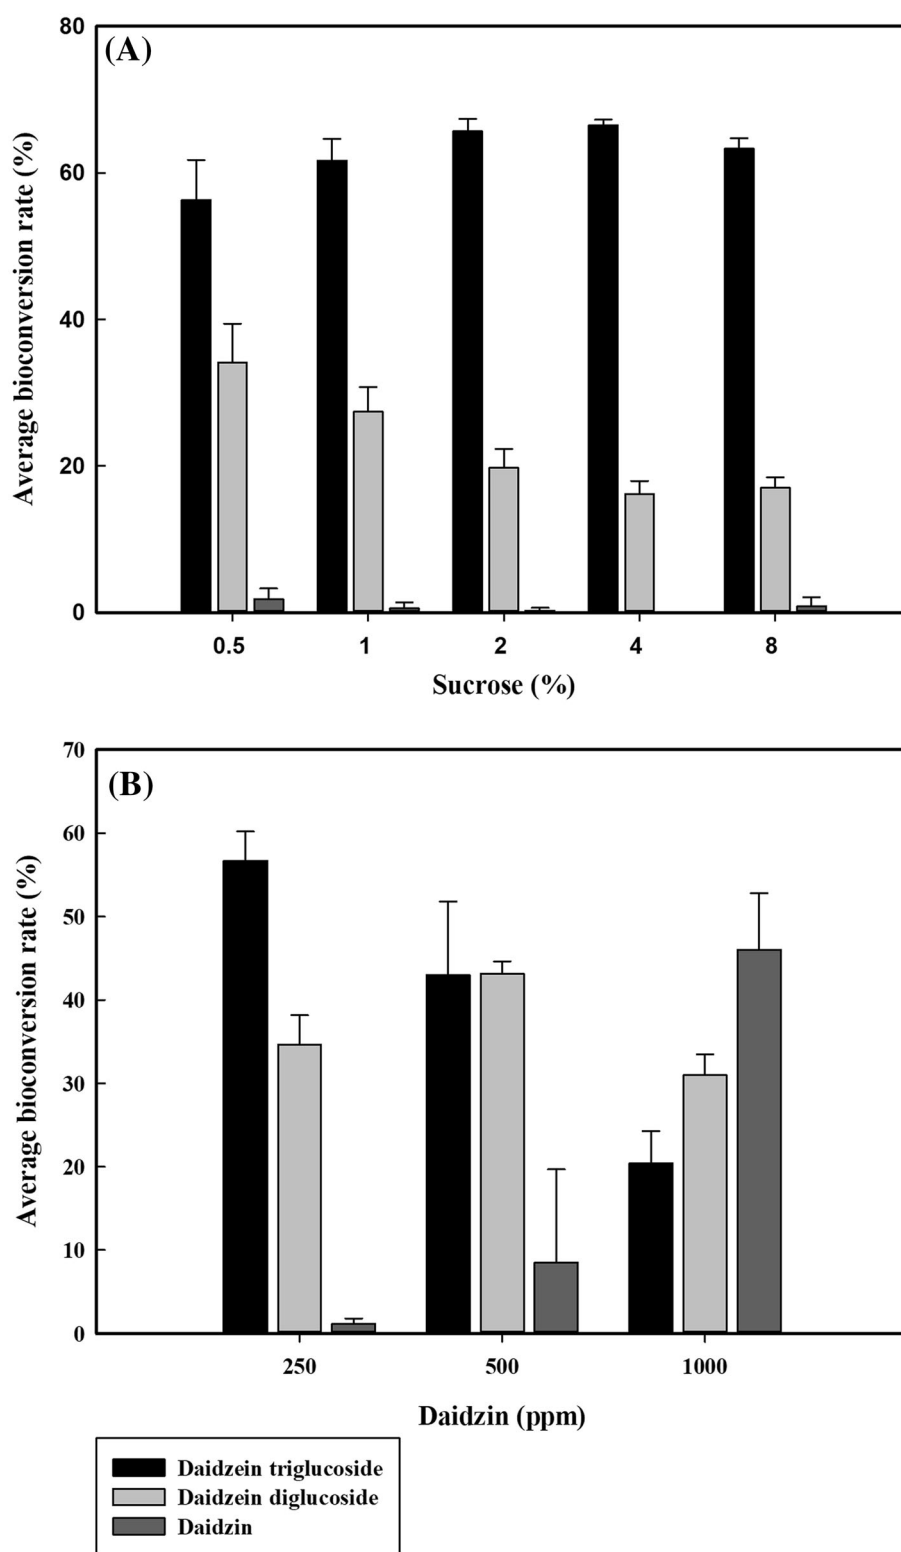 (A)
80
60
40
20
0
Average bioconversion rate (%)
0.5 1 2 4 8
Sucrose (%)
(B)
70
60
50
40
30
20
10
0
Average bioconversion rate (%)
250 500 1000
Daidzin (ppm)
Daidzein triglucoside
Daidzein diglucoside
Daidzin